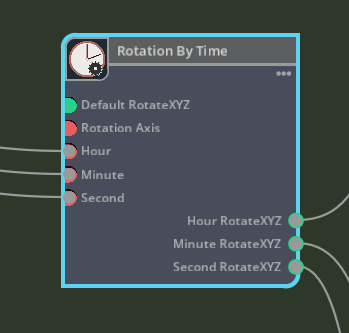 Rotation By Time
Default RotateXYZ
Rotation Axis
Hour
Minute
Second
Hour RotateXYZ
Minute RotateXYZ
Second RotateXYZ